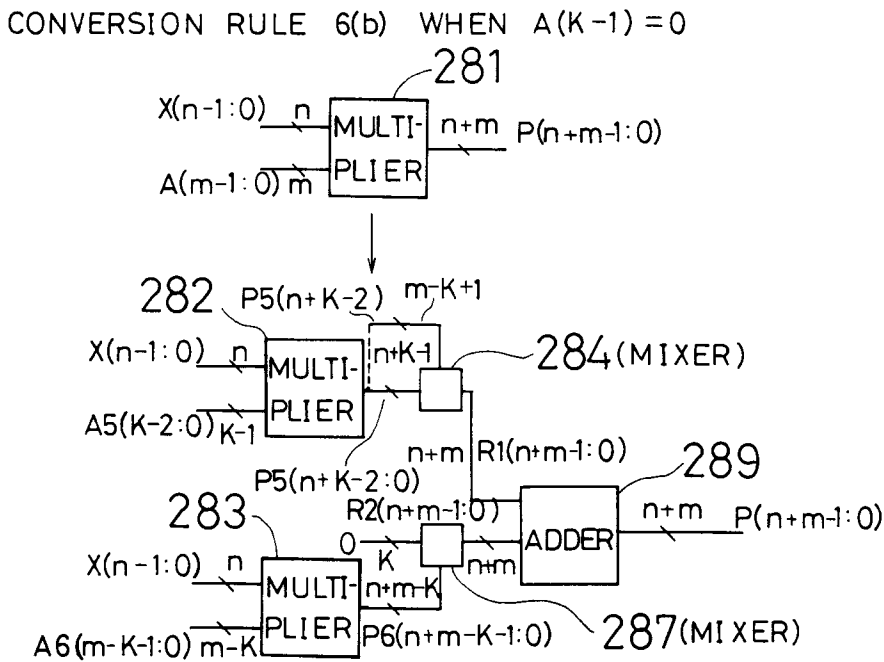 CONVERSION RULE 6(b) WHEN A(K-1)=0
281
X(n-1:0) n
MULTI-
PLIER
n+m P(n+m-1:0)
A(m-1:0) m
282
P5(n+K-2)
m-K+1
X(n-1:0) n
MULTI-
PLIER
n+K-1
284(MIXER)
A5(K-2:0) K-1
P5(n+K-2:0)
n+m R1(n+m-1:0)
289
283
R2(n+m-1:0)
ADDER
n+m P(n+m-1:0)
0 K
n+m
X(n-1:0) n
MULTI-
PLIER
n+m-K
A6(m-K-1:0) m-K
P6(n+m-K-1:0)
287(MIXER)